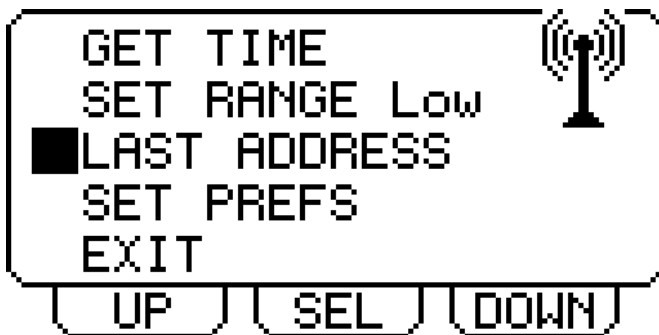 GET TIME
SET RANGE Low
LAST ADDRESS
SET PREFS
EXIT
UP SEL DOWN